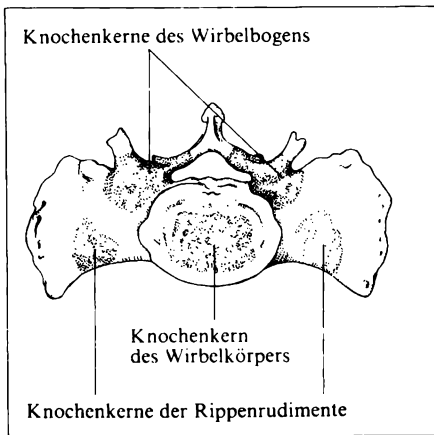 Knochenkerne des Wirbelbogens
Knochenkern
des Wirbelkörpers
Knochenkerne der Rippenrudimente